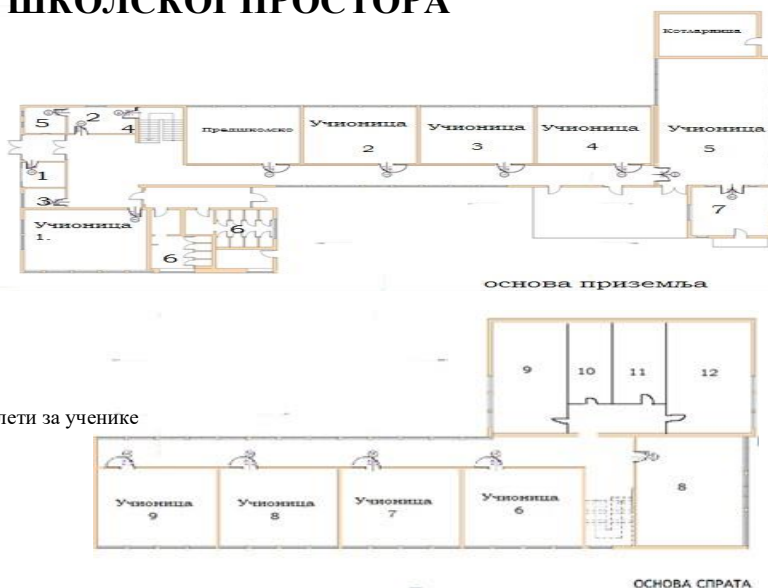 ШКОЛСКОГ ПРОСТОРА
Котларница
5
2
4
Предшколско
Учионица
2
Учионица
3
Учионица
4
Учионица
5
1
3
7
Учионица
1.
6
6
основа приземља
9
10
11
12
лети за ученике
Учионица
9
Учионица
8
Учионица
7
Учионица
6
8
ОСНОВА СПРАТА